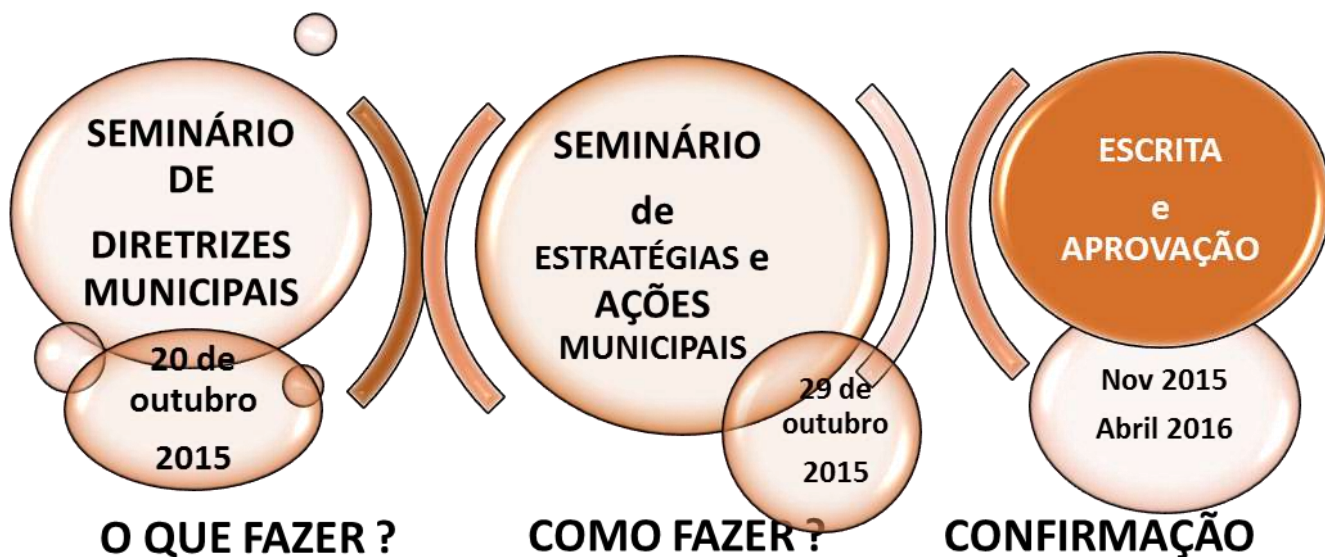 SEMINÁRIO
DE
DIRETRIZES
MUNICIPAIS
20 de
outubro
2015
O QUE FAZER ?
SEMINÁRIO
de
ESTRATÉGIAS e
AÇÕES
MUNICIPAIS
29 de
outubro
2015
COMO FAZER ?
ESCRITA
e
APROVAÇÃO
Nov 2015
Abril 2016
CONFIRMAÇÃO